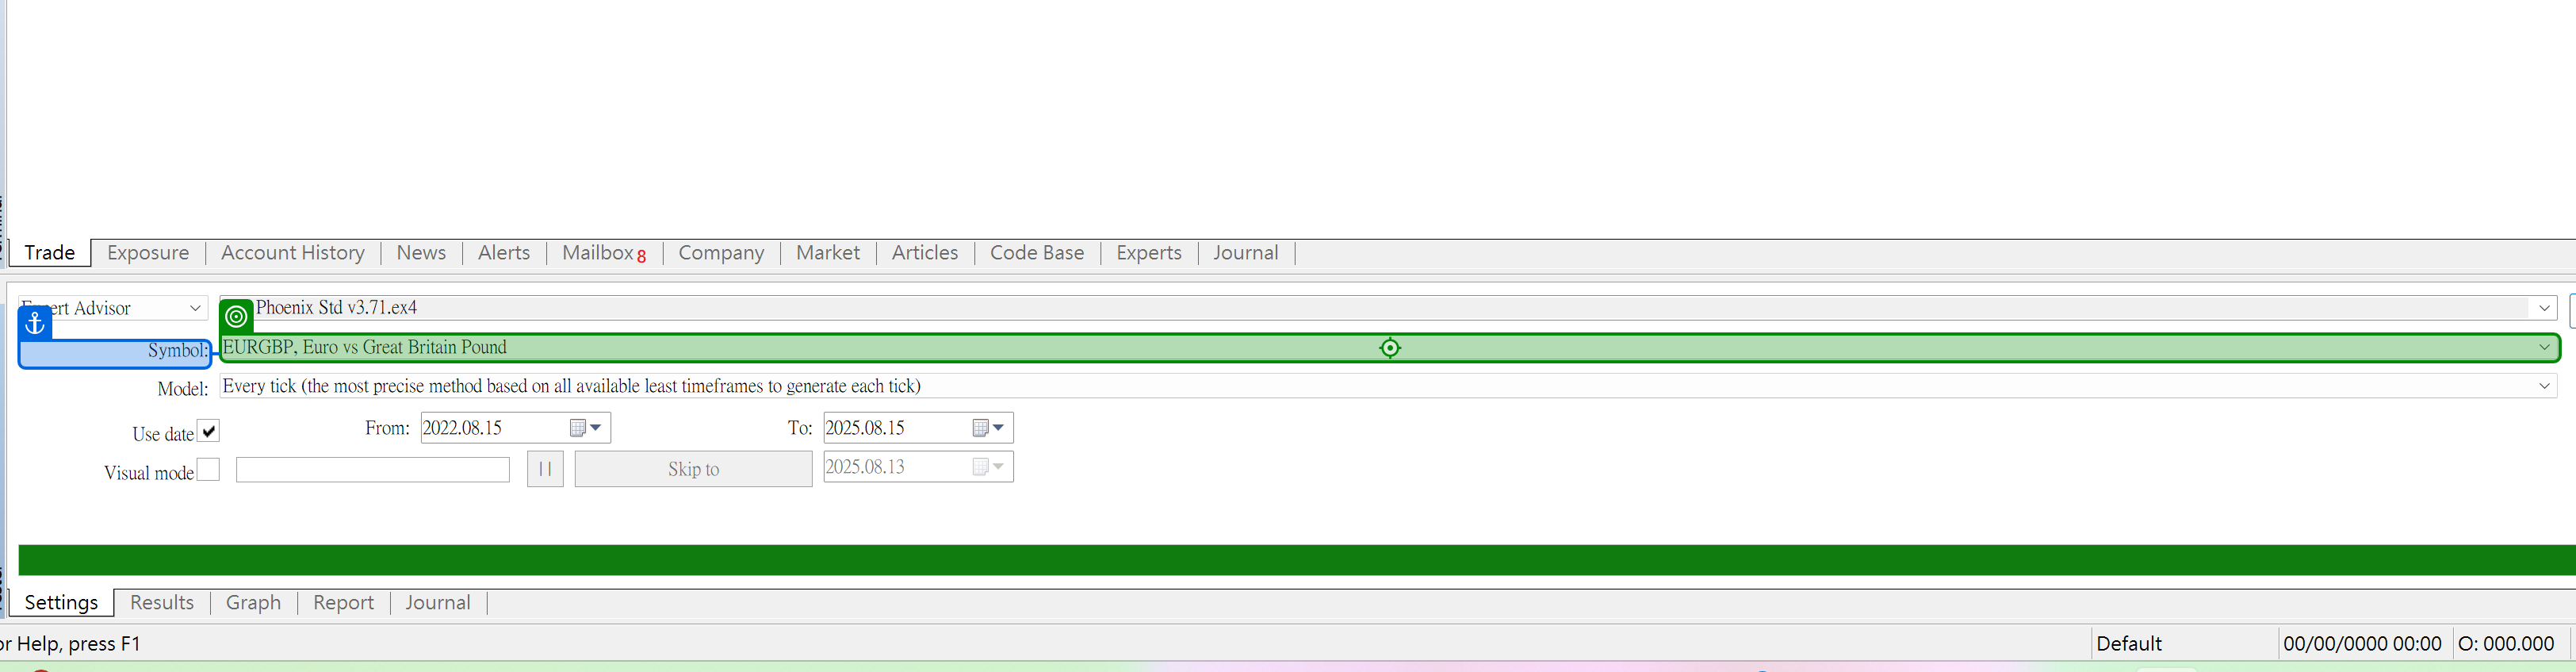 Trade Exposure Account History News Alerts Mailbox 8 Company Market Articles Code Base Experts Journal
ert Advisor Phoenix Std v3.71.ex4
Symbol: EURGBP, Euro vs Great Britain Pound
Model: Every tick (the most precise method based on all available least timeframes to generate each tick)
Use date From: 2022.08.15 To: 2025.08.15
Visual mode Skip to 2025.08.13
Settings Results Graph Report Journal
or Help, press F1 Default 00/00/0000 00:00 O: 000.000